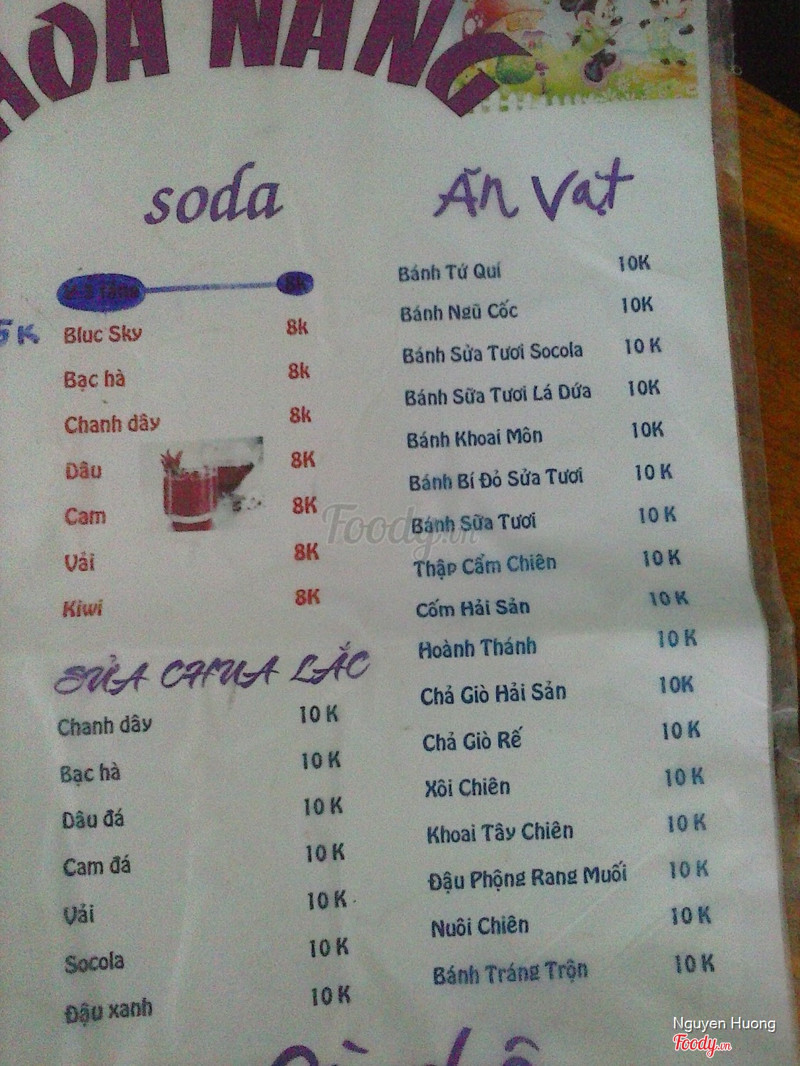 HOA NẮNG
soda
8K
Bluc Sky 8k
Bạc hà 8k
Chanh dây 8k
Dâu 8K
Cam 8K
Vải 8K
Kiwi 8K
5K
SỬA CHUA LẮC
Chanh dây 10 K
Bạc hà 10 K
Dâu đá 10 K
Cam đá 10 K
Vải 10 K
Socola 10 K
Đậu xanh 10 K
Ăn Vạt
Bánh Tứ Quí 10K
Bánh Ngũ Cốc 10K
Bánh Sửa Tươi Socola 10 K
Bánh Sữa Tươi Lá Dứa 10K
Bánh Khoai Môn 10K
Bánh Bí Đỏ Sửa Tươi 10 K
Bánh Sữa Tươi 10 K
Thập Cẩm Chiên 10 K
Cốm Hải Sản 10 K
Hoành Thánh 10 K
Chả Giò Hải Sản 10K
Chả Giò Rế 10 K
Xôi Chiên 10 K
Khoai Tây Chiên 10 K
Đậu Phộng Rang Muối 10 K
Nuôi Chiên 10 K
Bánh Tráng Trộn 10 K
Foody.vn
Nguyen Huong
Foody.vn